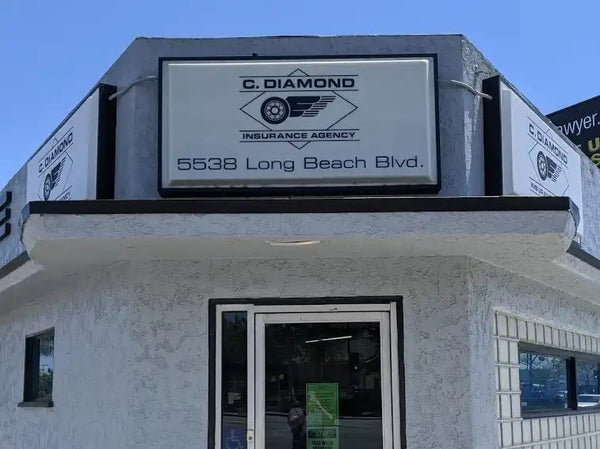 C. DIAMOND
INSURANCE AGENCY
5538 Long Beach Blvd.
C. DIAMOND
C. DIAMOND
awyer.